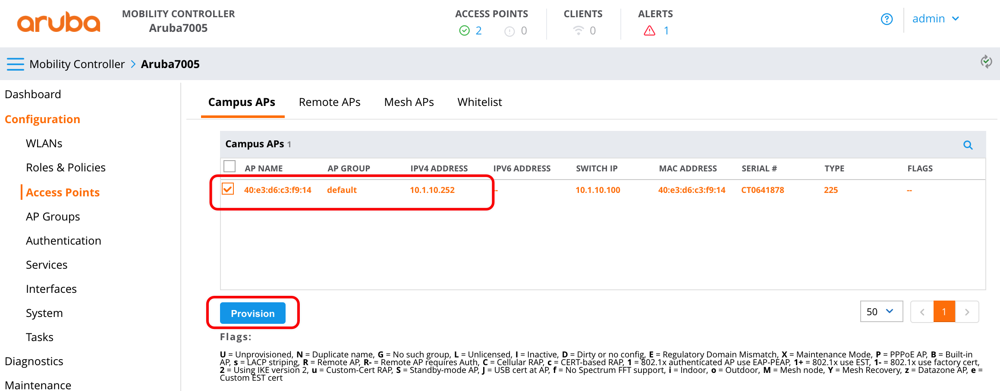 aruba
MOBILITY CONTROLLER
Aruba7005
ACCESS POINTS
2 0
CLIENTS
0
ALERTS
1
? admin
Mobility Controller > Aruba7005
Dashboard
Configuration
WLANs
Roles & Policies
Access Points
AP Groups
Authentication
Services
Interfaces
System
Tasks
Diagnostics
Maintenance
Campus APs Remote APs Mesh APs Whitelist
Campus APs 1
AP NAME AP GROUP IPV4 ADDRESS IPV6 ADDRESS SWITCH IP MAC ADDRESS SERIAL # TYPE FLAGS
40:e3:d6:c3:f9:14 default 10.1.10.252 -- 10.1.10.100 40:e3:d6:c3:f9:14 CT0641878 225 --
Provision
50 < 1 >
Flags:
U = Unprovisioned, N = Duplicate name, G = No such group, L = Unlicensed, I = Inactive, D = Dirty or no config, E = Regulatory Domain Mismatch, X = Maintenance Mode, P = PPPoE AP, B = Built-in
AP, s = LACP striping, R = Remote AP, R- = Remote AP requires Auth, C = Cellular RAP, c = CERT-based RAP, 1 = 802.1x authenticated AP use EAP-PEAP, 1+ = 802.1x use EST, 1- = 802.1x use factory cert,
2 = Using IKE version 2, u = Custom-Cert RAP, S = Standby-mode AP, J = USB cert at AP, f = No Spectrum FFT support, i = Indoor, o = Outdoor, M = Mesh node, Y = Mesh Recovery, z = Datazone AP, e =
Custom EST cert